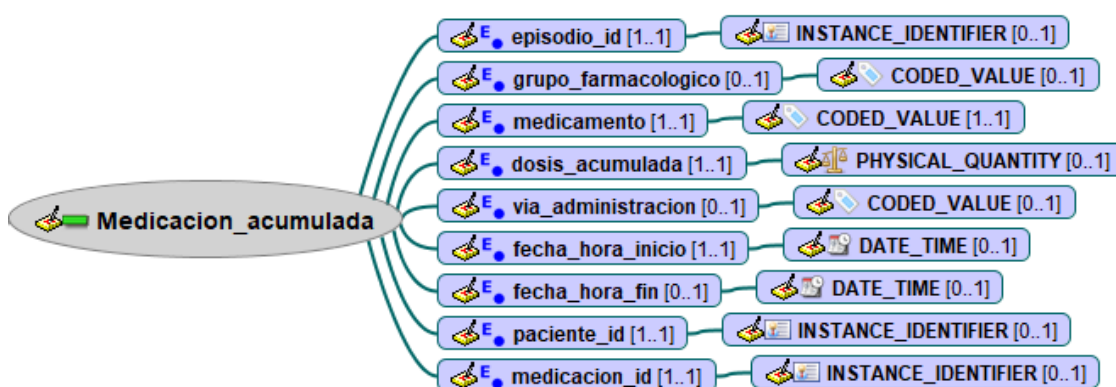 E episodio_id [1..1] INSTANCE_IDENTIFIER [0..1]
E grupo_farmacologico [0..1] CODED_VALUE [0..1]
E medicamento [1..1] CODED_VALUE [1..1]
E dosis_acumulada [1..1] PHYSICAL_QUANTITY [0..1]
Medicacion_acumulada
E via_administracion [0..1] CODED_VALUE [0..1]
E fecha_hora_inicio [1..1] DATE_TIME [0..1]
E fecha_hora_fin [0..1] DATE_TIME [0..1]
E paciente_id [1..1] INSTANCE_IDENTIFIER [0..1]
E medicacion_id [1..1] INSTANCE_IDENTIFIER [0..1]